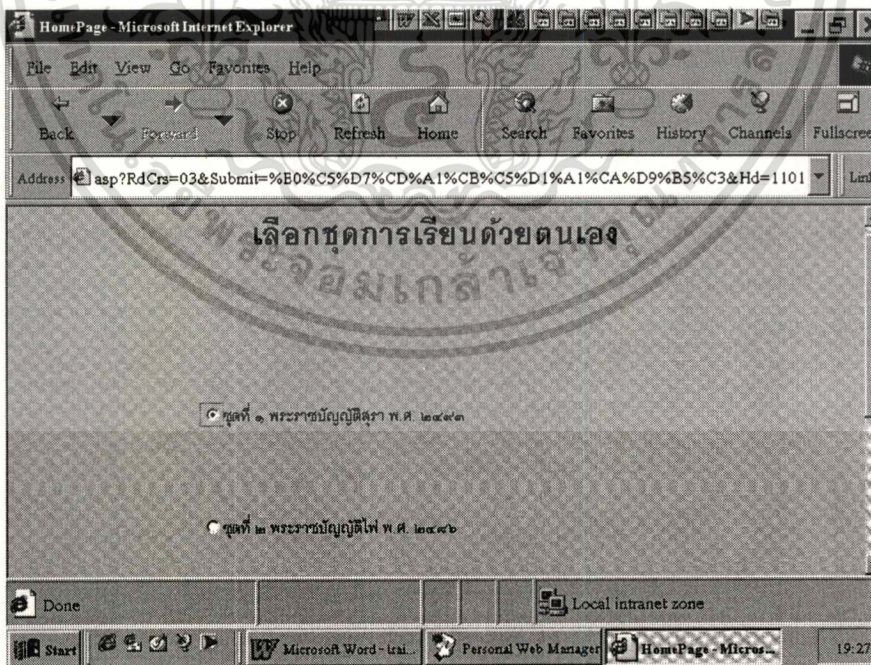 HomePage - Microsoft Internet Explorer
File Edit View Go Favorites Help
Back Forward Stop Refresh Home Search Favorites History Channels Fullscree
Address asp?RdCrs=03&Submit=%E0%C5%D7%CD%A1%CB%C5%D1%A1%CA%D9%B5%C3&Hd=1101 Link
เลือกชุดการเรียนด้วยตนเอง
ชุดที่ ๑ พระราชบัญญัติสุรา พ.ศ. ๒๔๙๓
ชุดที่ ๒ พระราชบัญญัติไพ่ พ.ศ. ๒๔๘๖
Done Local intranet zone
Start Microsoft Word - trai... Personal Web Manager HomePage - Micros... 19:27